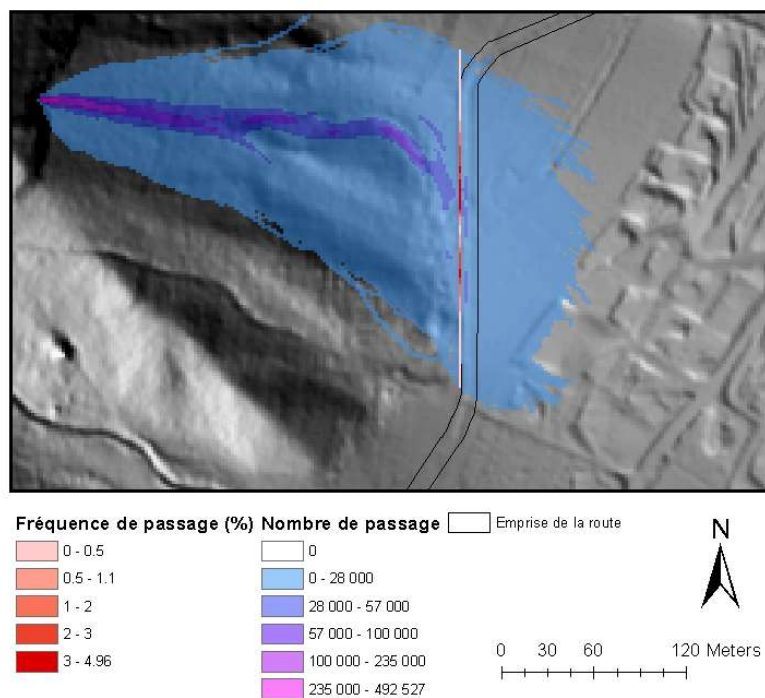 Fréquence de passage (%)
0 - 0.5
0.5 - 1.1
1 - 2
2 - 3
3 - 4.96
Nombre de passage
0
0 - 28 000
28 000 - 57 000
57 000 - 100 000
100 000 - 235 000
235 000 - 492 527
Emprise de la route
N
0 30 60 120 Meters